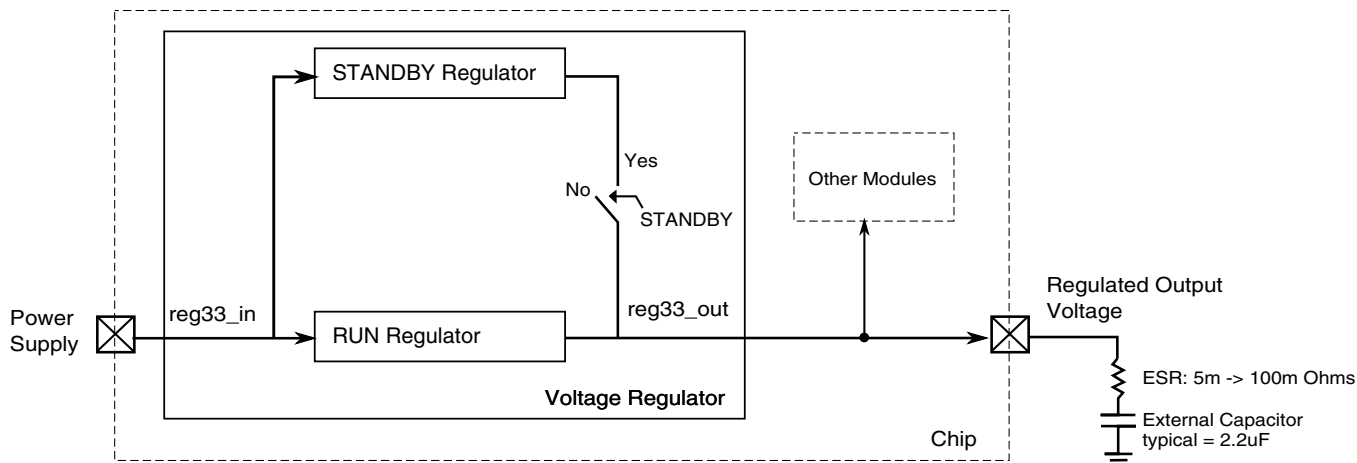 STANDBY Regulator
Yes
No
STANDBY
Other Modules
Power
Supply
reg33_in
RUN Regulator
reg33_out
Regulated Output
Voltage
Voltage Regulator
Chip
ESR: 5m -> 100m Ohms
External Capacitor
typical = 2.2uF